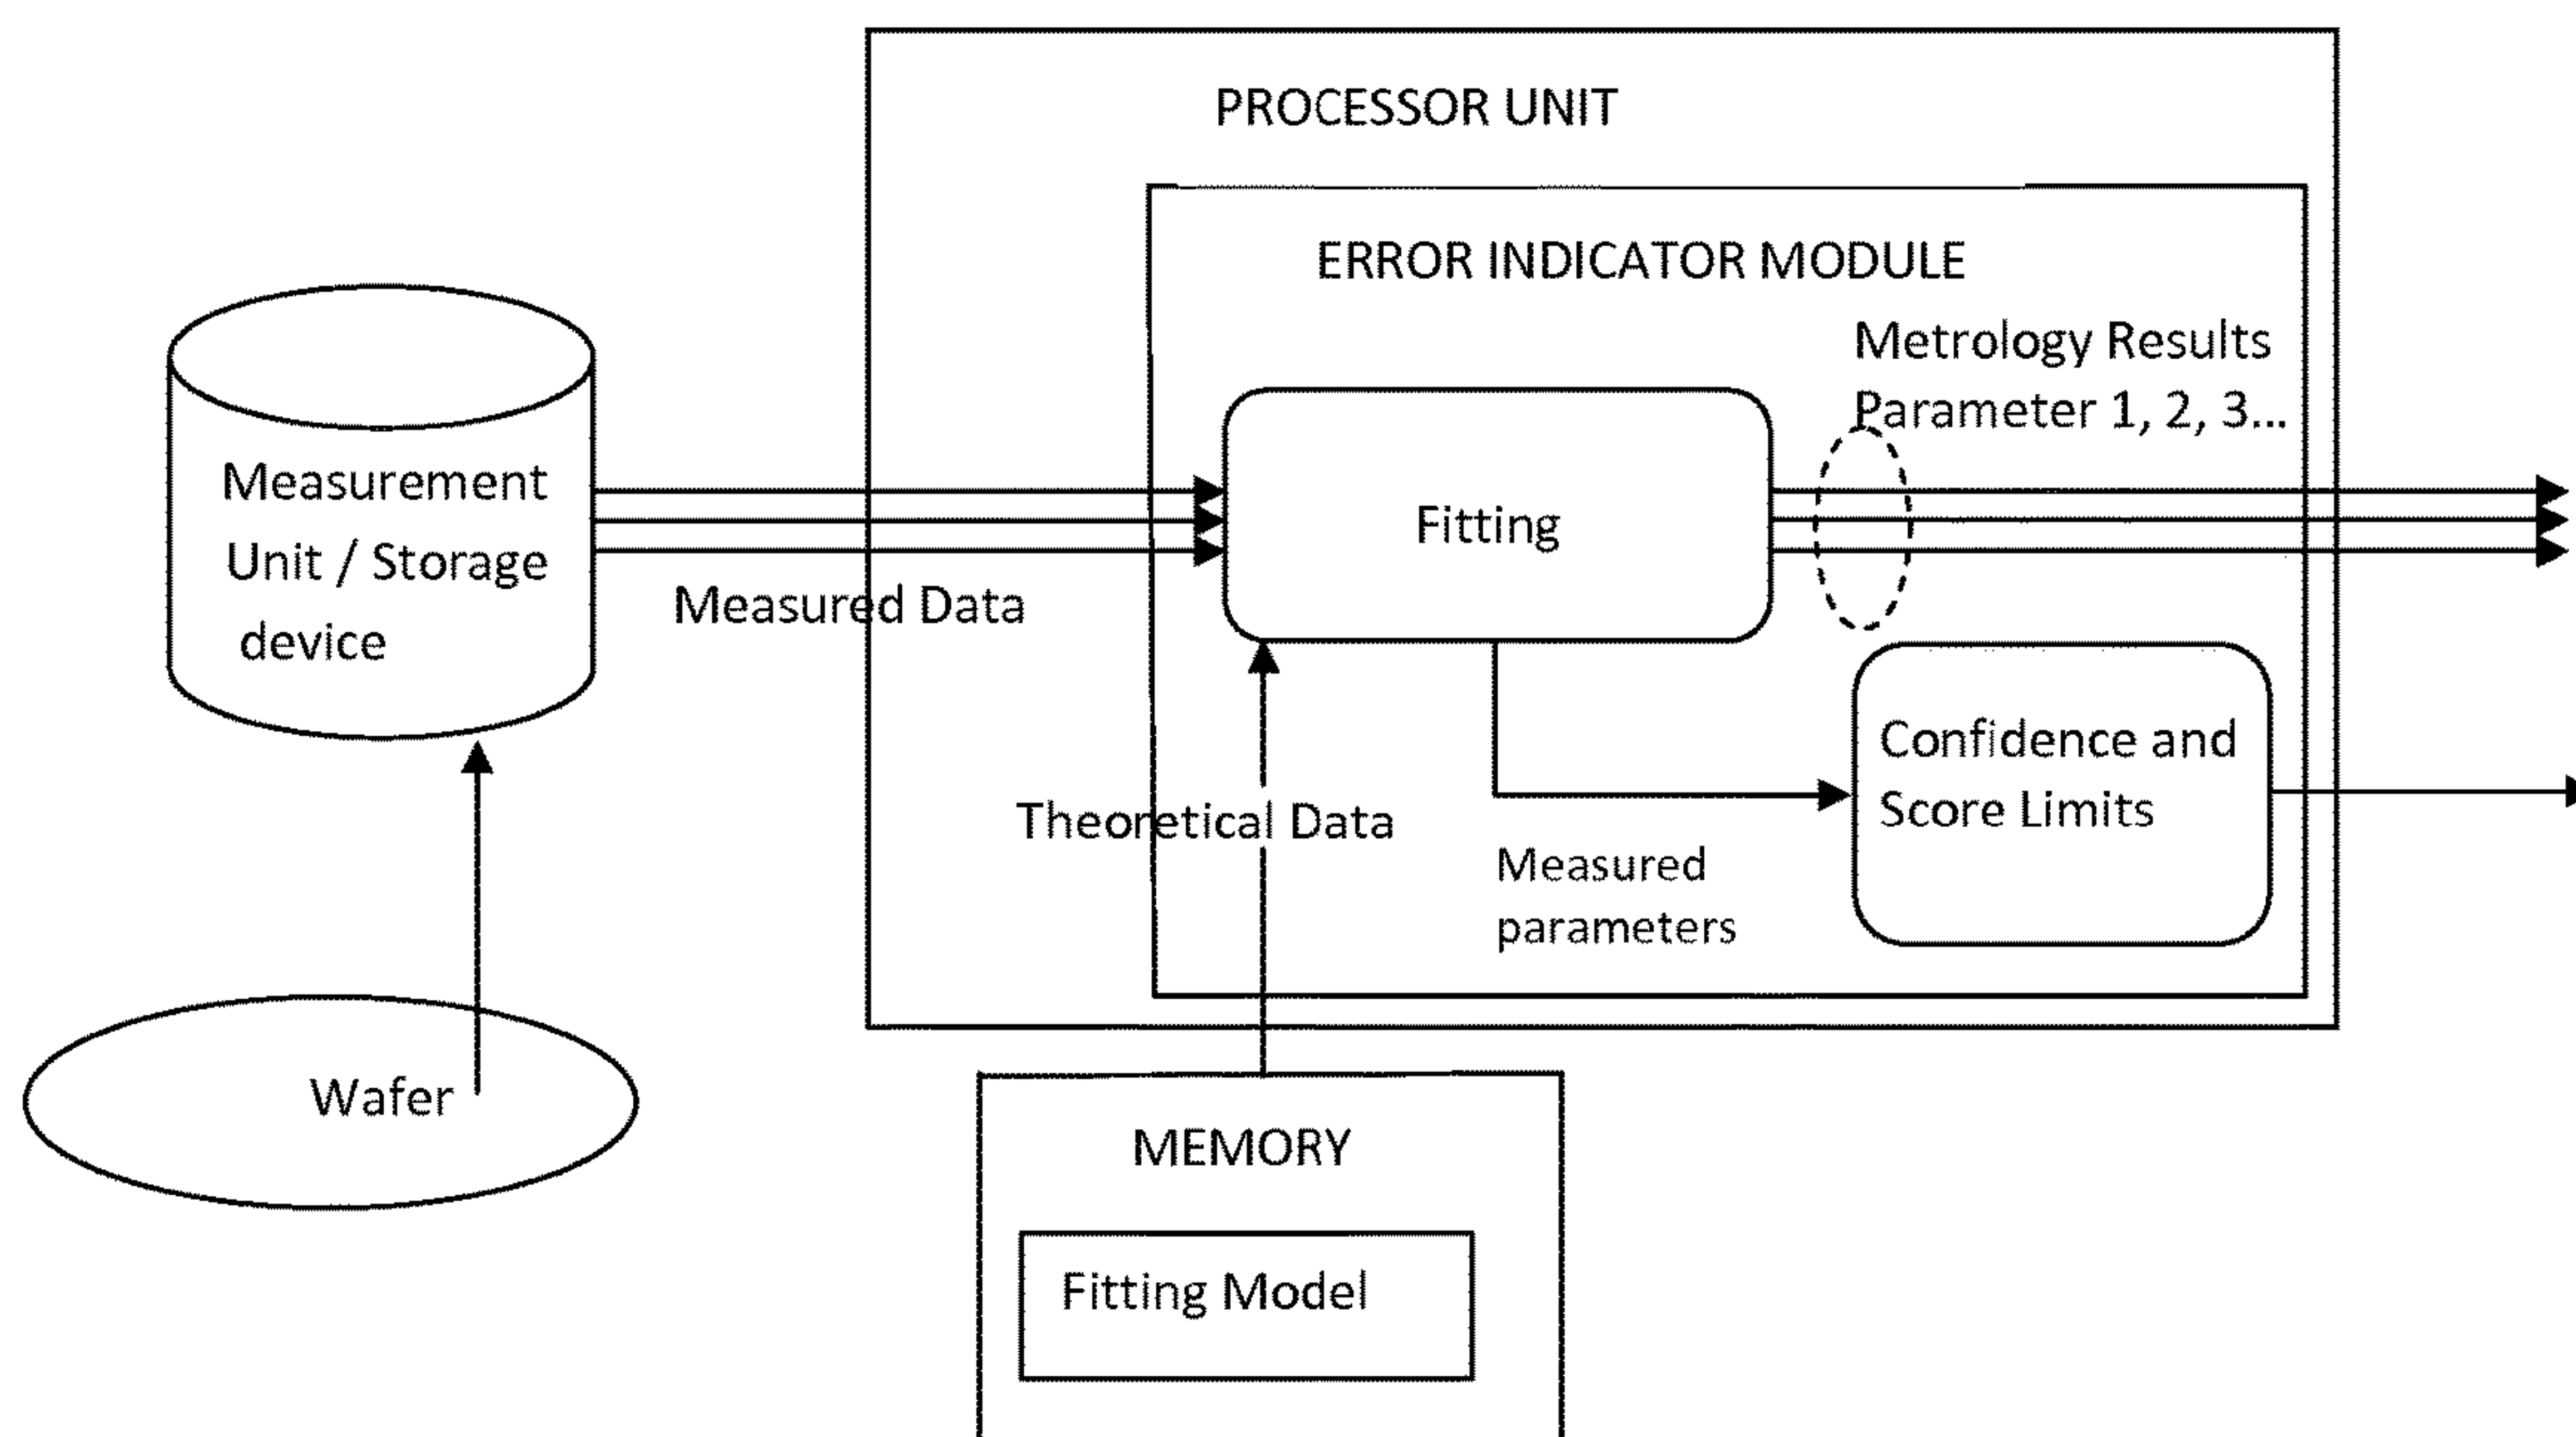 PROCESSOR UNIT
ERROR INDICATOR MODULE
Metrology Results
Parameter 1, 2, 3...
Measurement
Unit / Storage
device
Fitting
Measured Data
Confidence and
Score Limits
Theoretical Data
Measured
parameters
Wafer
MEMORY
Fitting Model